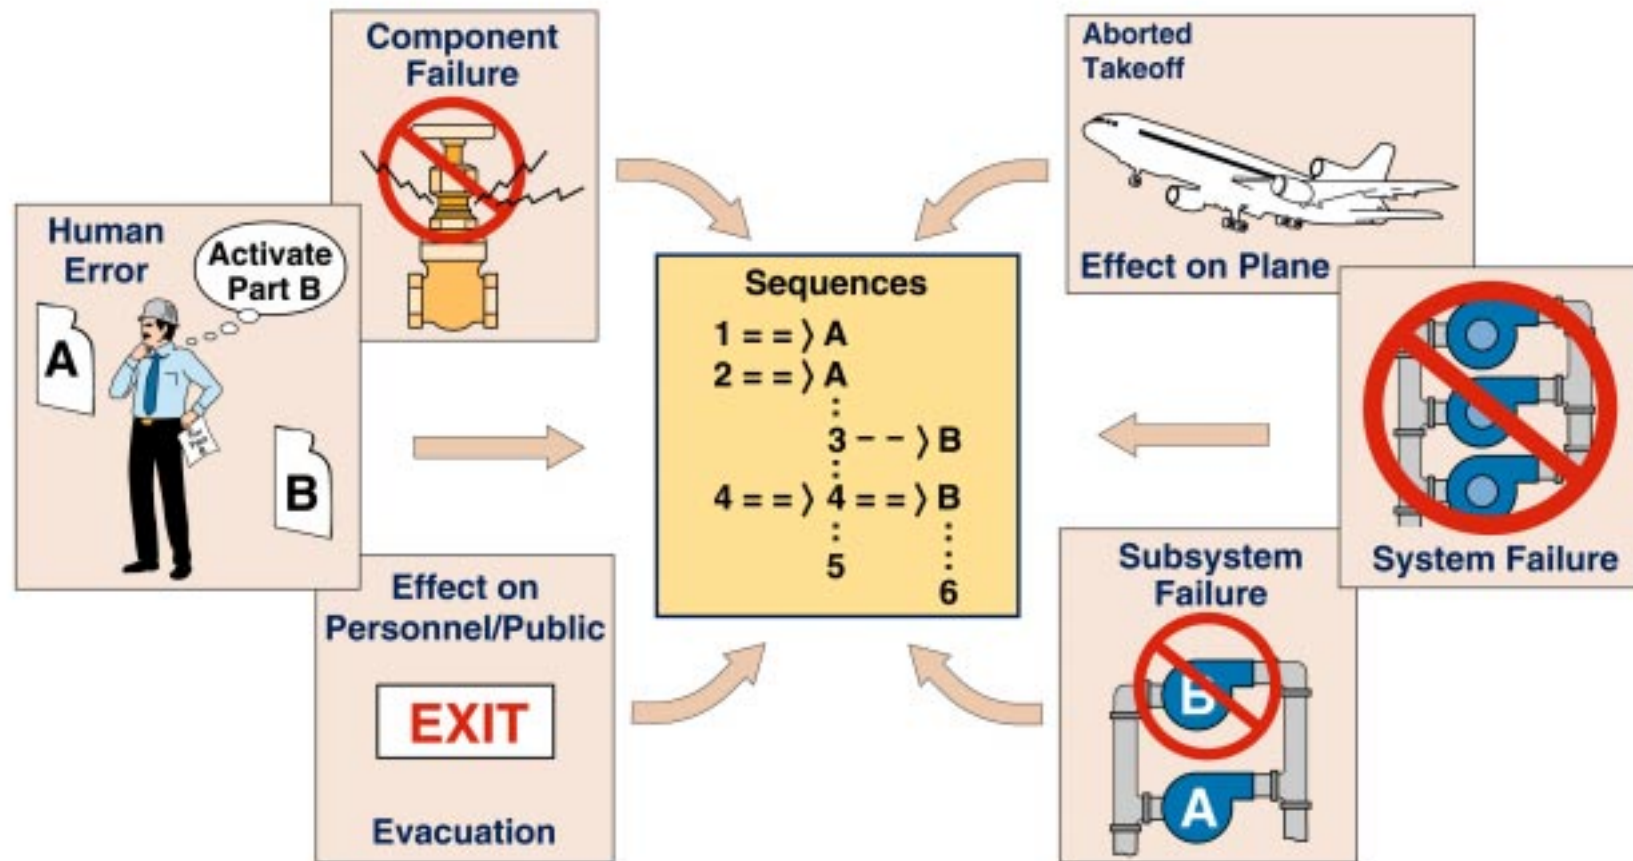 Component
Failure
Human
Error
Activate
Part B
A
B
Effect on
Personnel/Public
EXIT
Evacuation
Sequences
1 = = ⟩ A
2 = = ⟩ A
3 - - ⟩ B
4 = = ⟩ 4 = = ⟩ B
5
6
Aborted
Takeoff
Effect on Plane
System Failure
Subsystem
Failure
B
A